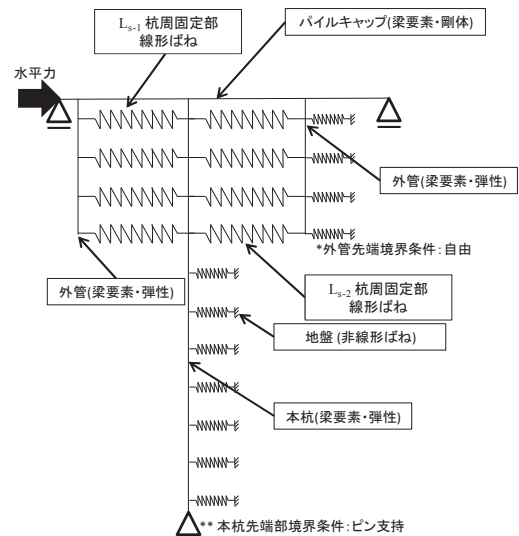 L_{s-1} 杭周固定部
線形ばね
パイルキャップ(梁要素・剛体)
水平力
外管(梁要素・弾性)
*外管先端境界条件:自由
外管(梁要素・弾性)
L_{s-2} 杭周固定部
線形ばね
地盤 (非線形ばね)
本杭(梁要素・弾性)
** 本杭先端部境界条件:ピン支持